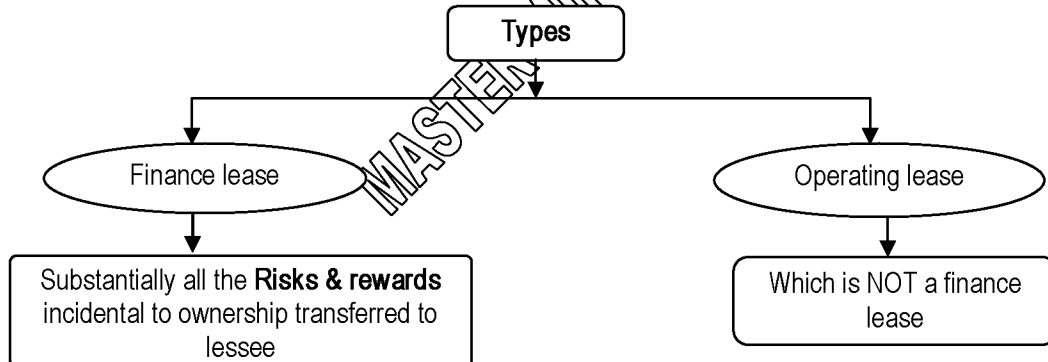 Types
MASTER
Finance lease
Operating lease
Substantially all the Risks & rewards
incidental to ownership transferred to
lessee
Which is NOT a finance
lease